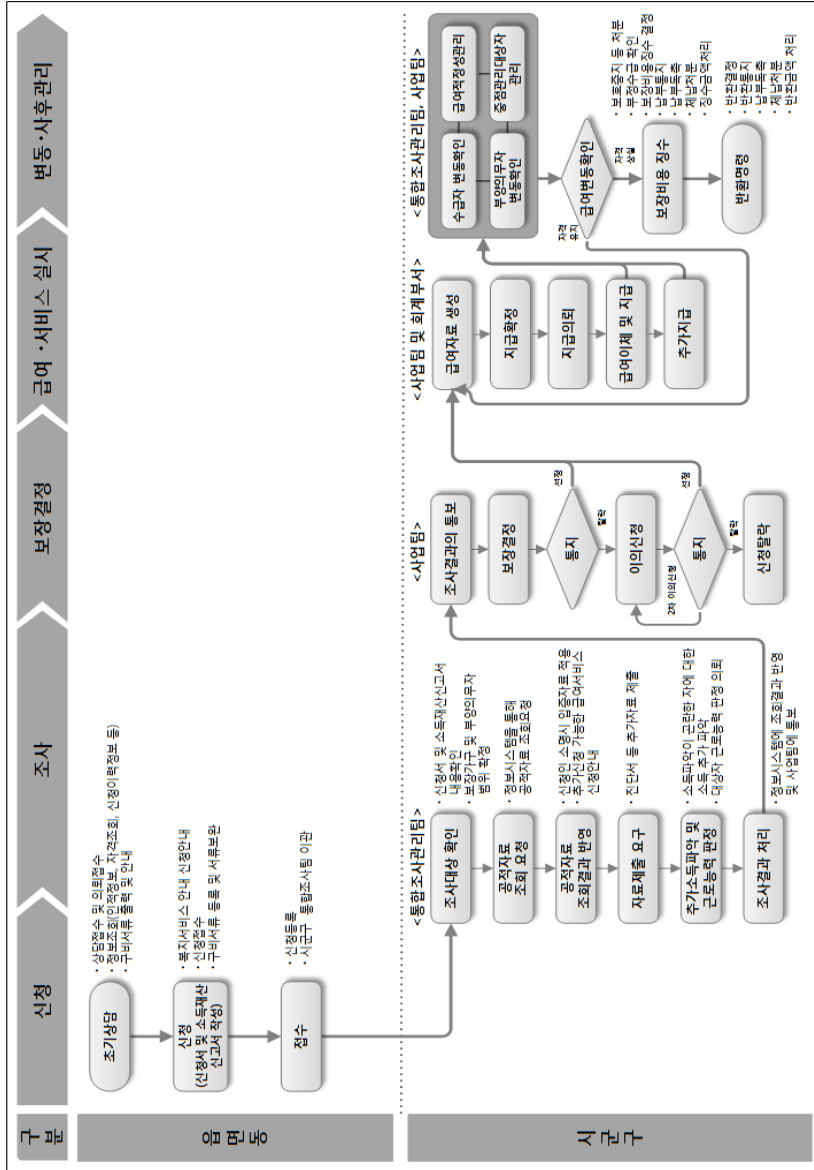 구분
신청
조사
보장결정
급여·서비스 실시
변동·사후관리
읍면동
초기상담
· 상담접수 및 의뢰접수
· 정보조회(인적정보, 자격조회, 신청이력정보 등)
· 구비서류 출력 및 안내
신청
(신청서 및 소득재산
신고서 작성)
· 복지서비스 안내 신청안내
· 신청접수
· 구비서류 등록 및 서류보완
접수
· 신청등록
· 시군구 통합조사팀 이관
시군구
<통합조사관리팀>
조사대상 확인
· 신청서 및 소득재산신고서
내용확인
· 보장가구 및 부양의무자
범위 확정
공적자료
조회 요청
· 정보시스템을 통해
공적자료 조회요청
공적자료
조회결과 반영
· 신청인 소명시 입증자료 적용
· 추가신청 가능한 급여서비스
신청안내
자료제출 요구
· 진단서 등 추가자료 제출
추가소득파악 및
근로능력 판정
· 소득파악이 곤란한 자에 대한
소득 추가 파악
· 대상자 근로능력 판정 의뢰
조사결과 처리
· 정보시스템에 조회결과 반영
및 사업팀에 통보
<사업팀>
조사결과의 통보
보장결정
통지
선정
탈락
이의신청
2차 이의신청
통지
선정
탈락
신청탈락
<사업팀 및 회계부서>
급여자료 생성
지급확정
지급의뢰
급여이체 및 지급
추가지급
<통합조사관리팀, 사업팀>
수급자 변동확인
급여적정성관리
부양의무자
변동확인
중점관리대상자
관리
급여변동확인
자격
유지
자격
상실
보장비용 징수
· 보호중지 등 처분
· 부정수급 확인
· 보장비용징수 결정
· 납부통지
· 납부독촉
· 체납처분
· 징수금액처리
반환명령
· 반환결정
· 반환통지
· 납부독촉
· 체납처분
· 반환금액 처리